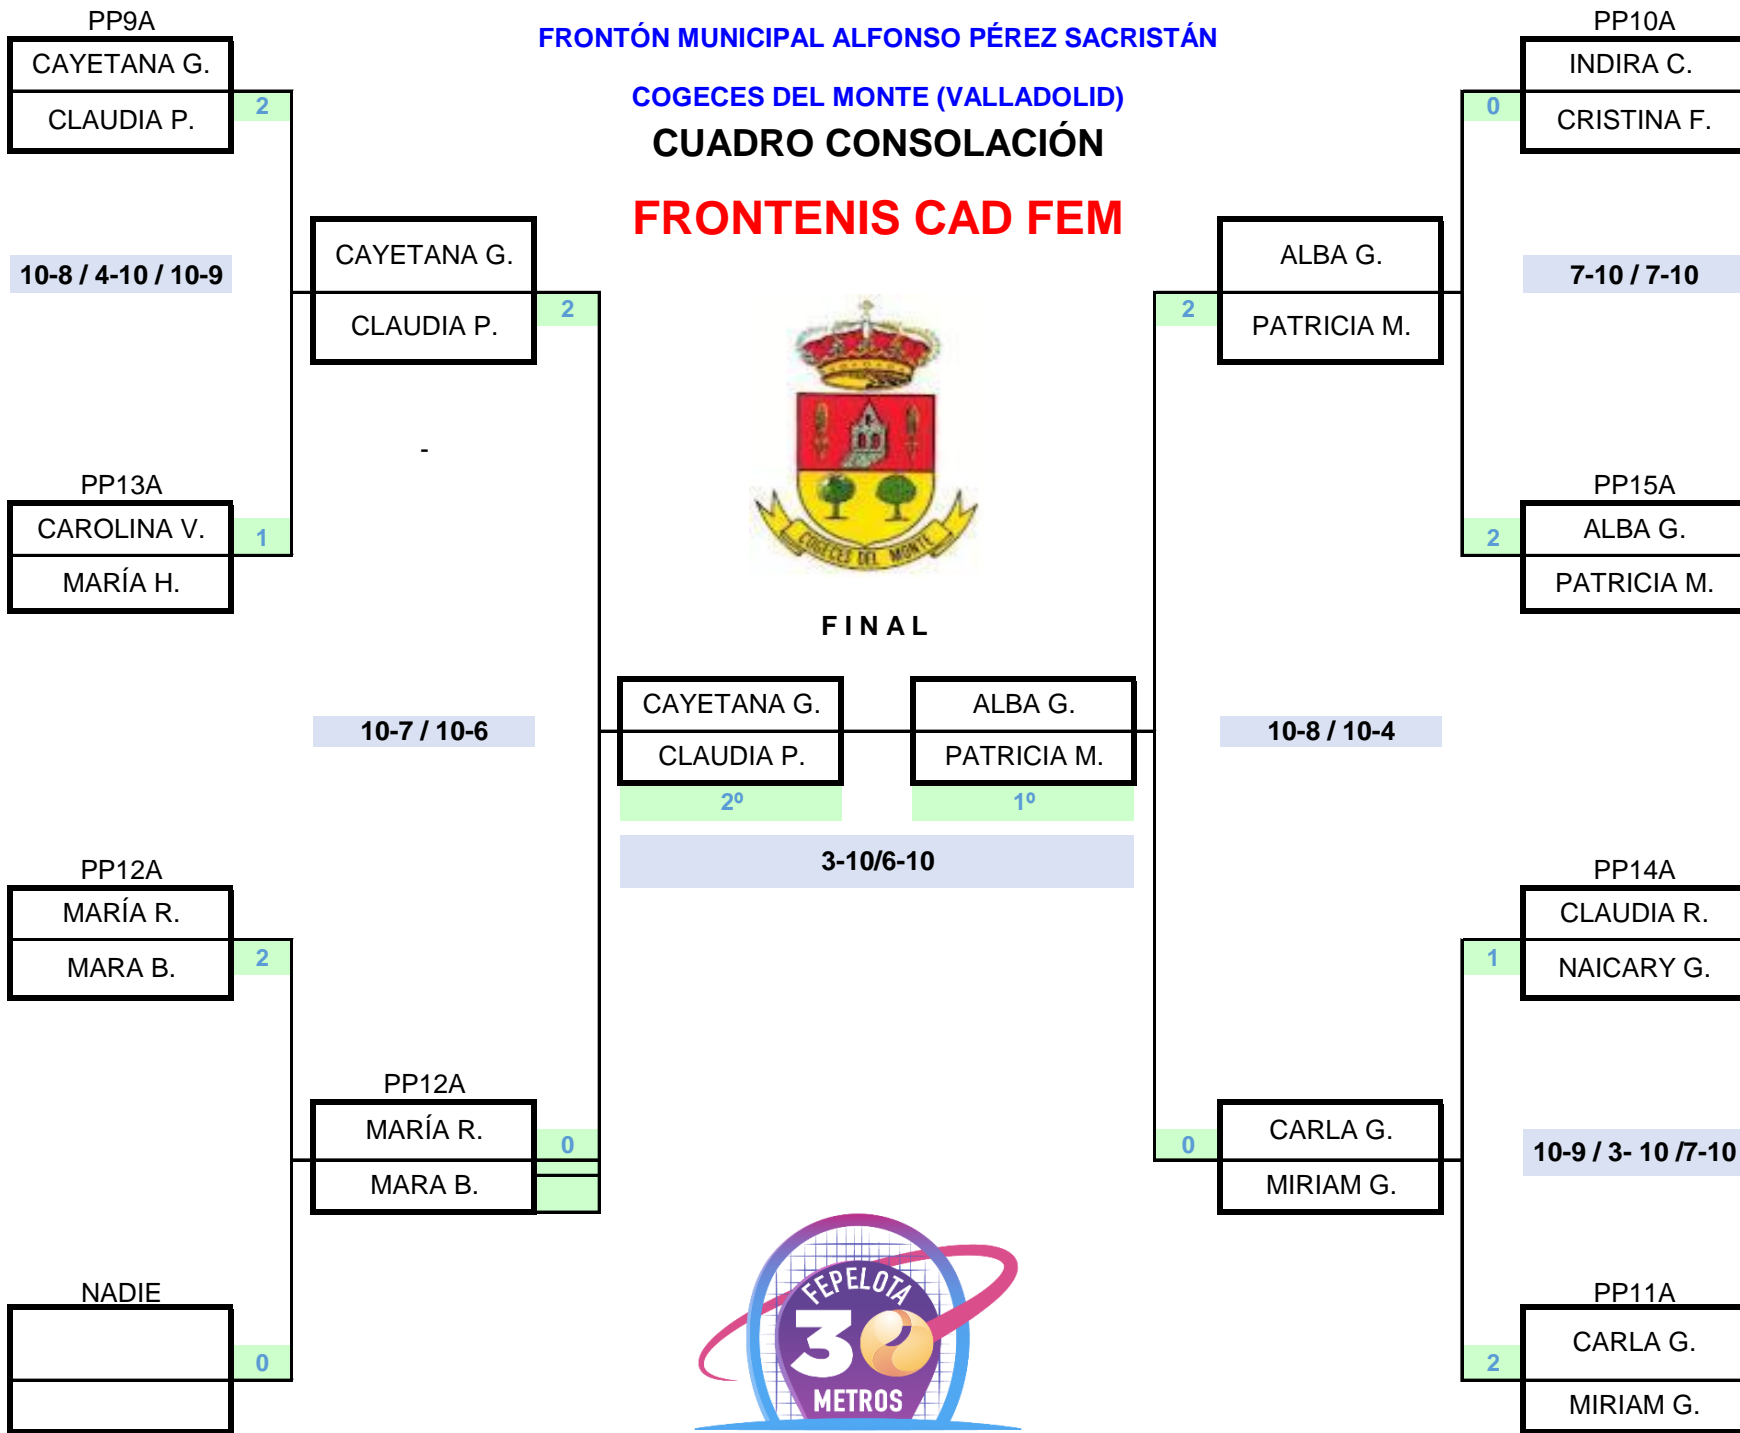 PP9A
CAYETANA G.
CLAUDIA P.
2
FRONTÓN MUNICIPAL ALFONSO PÉREZ SACRISTÁN
COGECES DEL MONTE (VALLADOLID)
CUADRO CONSOLACIÓN
FRONTENIS CAD FEM
PP10A
INDIRA C.
CRISTINA F.
0
10-8 / 4-10 / 10-9
CAYETANA G.
CLAUDIA P.
2
-
ALBA G.
PATRICIA M.
2
7-10 / 7-10
COGECES DEL MONTE
PP13A
CAROLINA V.
MARÍA H.
1
PP15A
ALBA G.
PATRICIA M.
2
FINAL
10-7 / 10-6
CAYETANA G.
CLAUDIA P.
2º
ALBA G.
PATRICIA M.
1º
3-10/6-10
10-8 / 10-4
PP12A
MARÍA R.
MARA B.
2
PP14A
CLAUDIA R.
NAICARY G.
1
PP12A
MARÍA R.
MARA B.
0
CARLA G.
MIRIAM G.
0
10-9 / 3- 10 /7-10
NADIE
0
FEPELOTA
30
METROS
PP11A
CARLA G.
MIRIAM G.
2